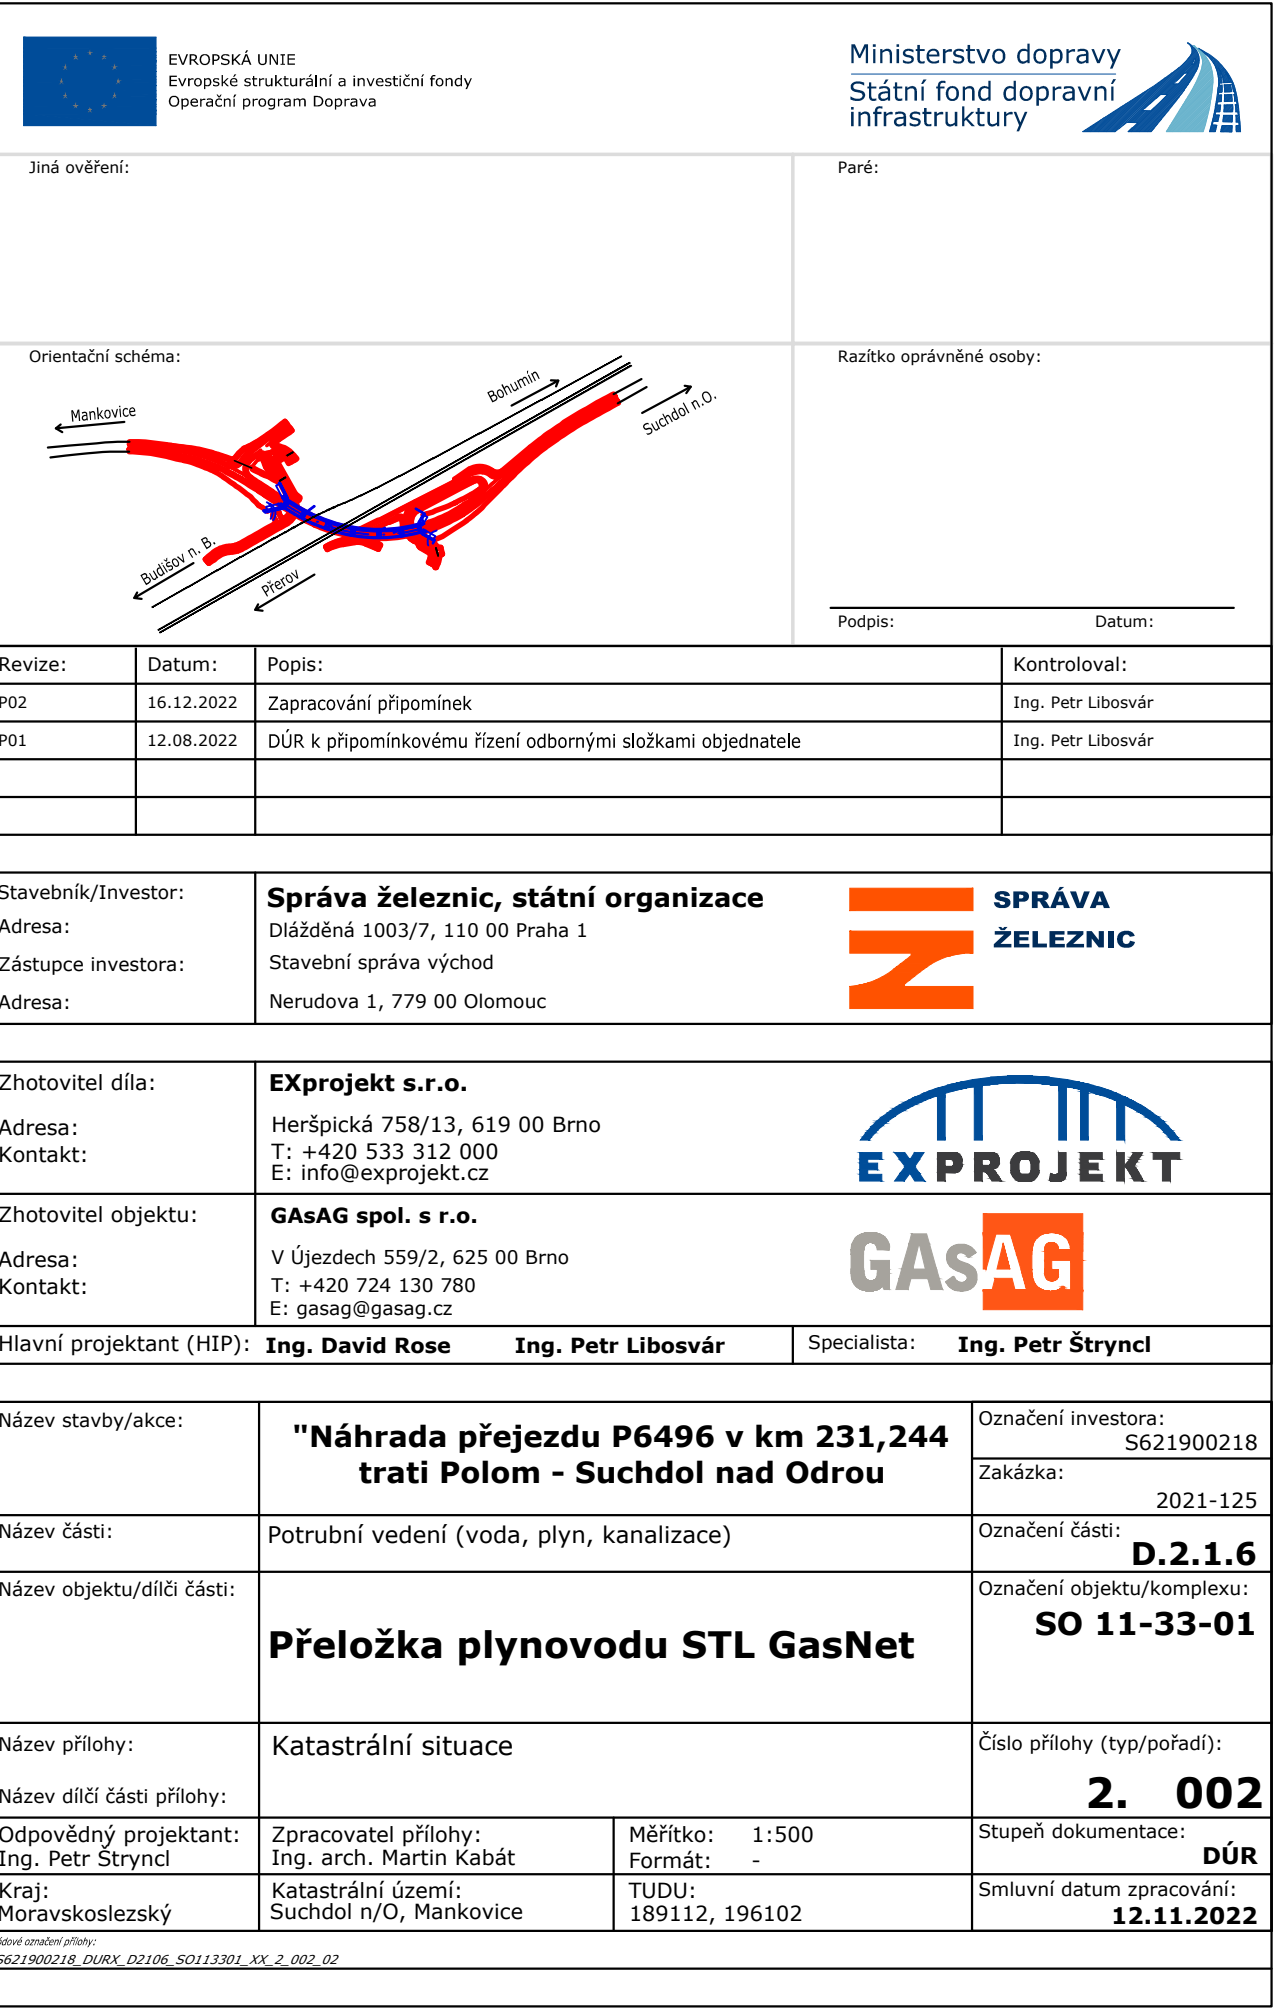 EVROPSKÁ UNIE
Evropské strukturální a investiční fondy
Operační program Doprava
Ministerstvo dopravy
Státní fond dopravní
infrastruktury
Jiná ověření:
Paré:
Orientační schéma:
Razítko oprávněné osoby:
Mankovice
Bohumín
Suchdol n.O.
Budišov n. B.
Přerov
Podpis: Datum:
Revize: Datum: Popis: Kontroloval:
P02 16.12.2022 Zapracování připomínek Ing. Petr Libosvár
P01 12.08.2022 DÚR k připomínkovému řízení odbornými složkami objednatele Ing. Petr Libosvár
Stavebník/Investor: Správa železnic, státní organizace
Adresa: Dlážděná 1003/7, 110 00 Praha 1
Zástupce investora: Stavební správa východ
Adresa: Nerudova 1, 779 00 Olomouc
SPRÁVA
ŽELEZNIC
Zhotovitel díla: EXprojekt s.r.o.
Adresa: Heršpická 758/13, 619 00 Brno
Kontakt: T: +420 533 312 000
E: info@exprojekt.cz
EXPROJEKT
Zhotovitel objektu: GAsAG spol. s r.o.
Adresa: V Újezdech 559/2, 625 00 Brno
Kontakt: T: +420 724 130 780
E: gasag@gasag.cz
GAsAG
Hlavní projektant (HIP): Ing. David Rose Ing. Petr Libosvár Specialista: Ing. Petr Štryncl
Název stavby/akce: "Náhrada přejezdu P6496 v km 231,244
trati Polom - Suchdol nad Odrou
Označení investora:
S621900218
Zakázka:
2021-125
Název části: Potrubní vedení (voda, plyn, kanalizace)
Označení části:
D.2.1.6
Název objektu/dílči části:
Přeložka plynovodu STL GasNet
Označení objektu/komplexu:
SO 11-33-01
Název přílohy: Katastrální situace
Název dílčí části přílohy:
Číslo přílohy (typ/pořadí):
2. 002
Odpovědný projektant:
Ing. Petr Štryncl
Zpracovatel přílohy:
Ing. arch. Martin Kabát
Měřítko: 1:500
Formát: -
Stupeň dokumentace:
DÚR
Kraj:
Moravskoslezský
Katastrální území:
Suchdol n/O, Mankovice
TUDU:
189112, 196102
Smluvní datum zpracování:
12.11.2022
ódové označení přílohy:
S621900218_DURX_D2106_SO113301_XX_2_002_02